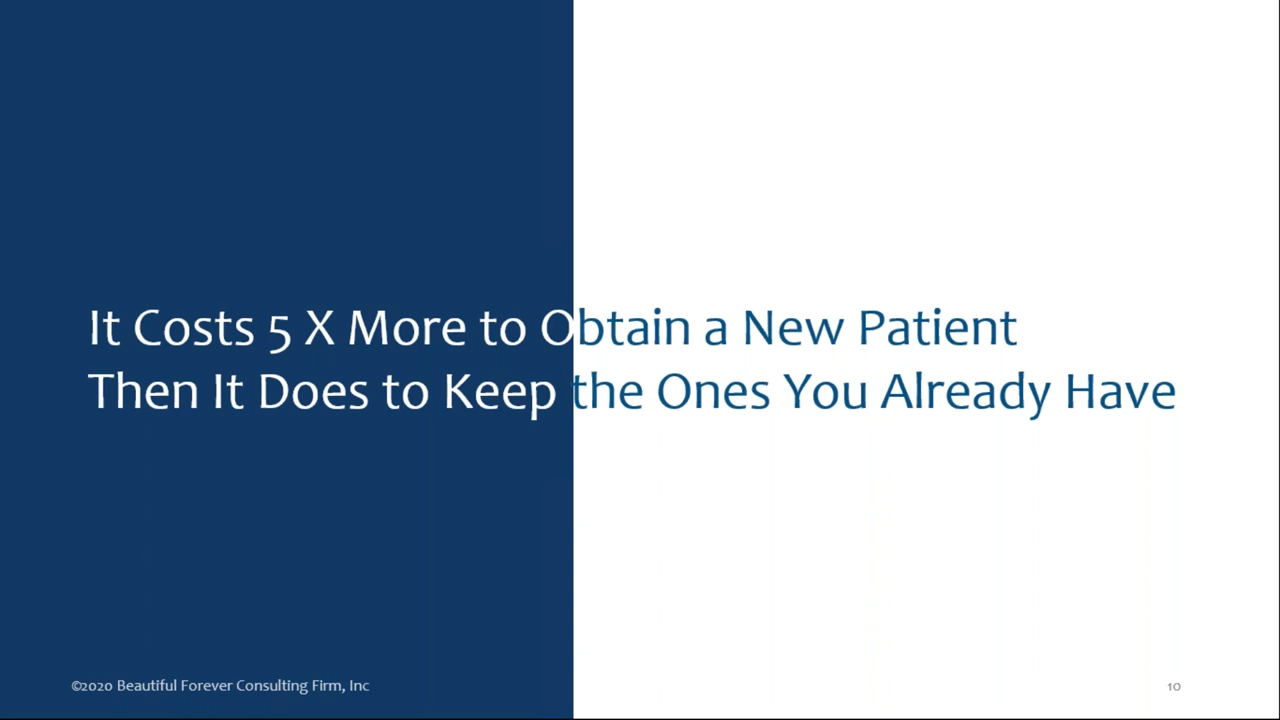 It Costs 5 X More to Obtain a New Patient
Then It Does to Keep the Ones You Already Have
©2020 Beautiful Forever Consulting Firm, Inc
10